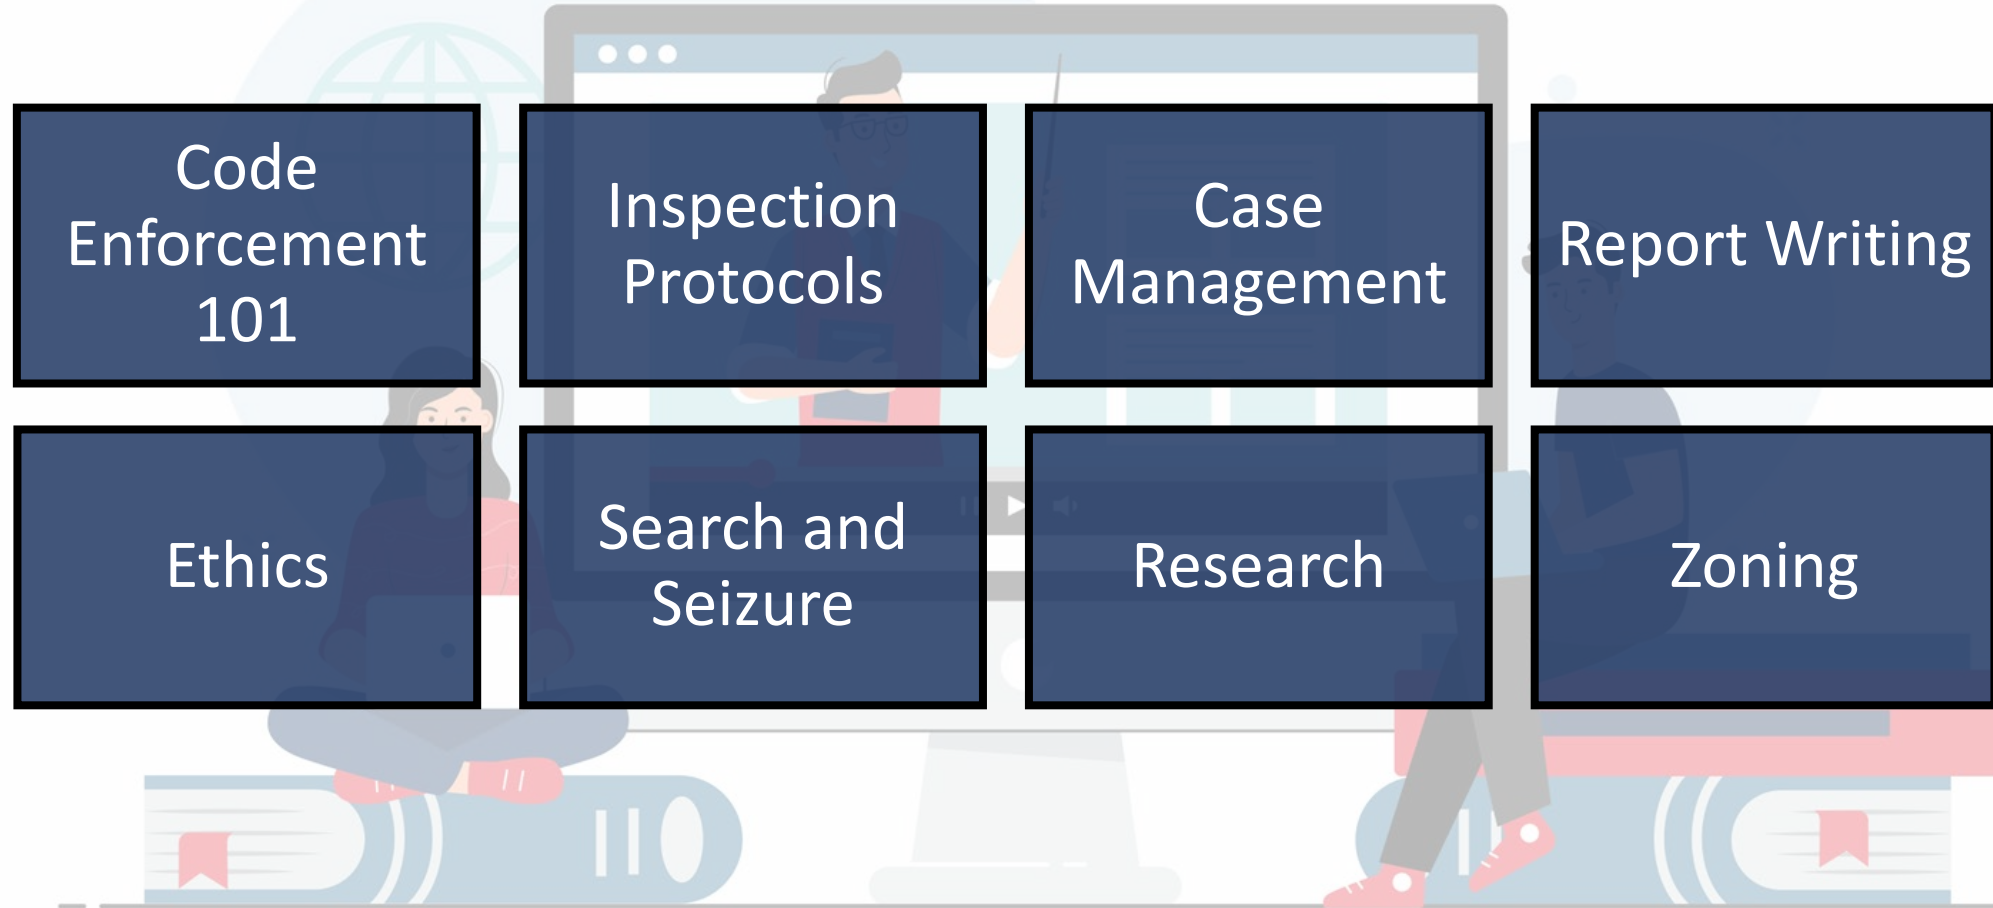 Code
Enforcement
101
Inspection
Protocols
Case
Management
Report Writing
Ethics
Search and
Seizure
Research
Zoning